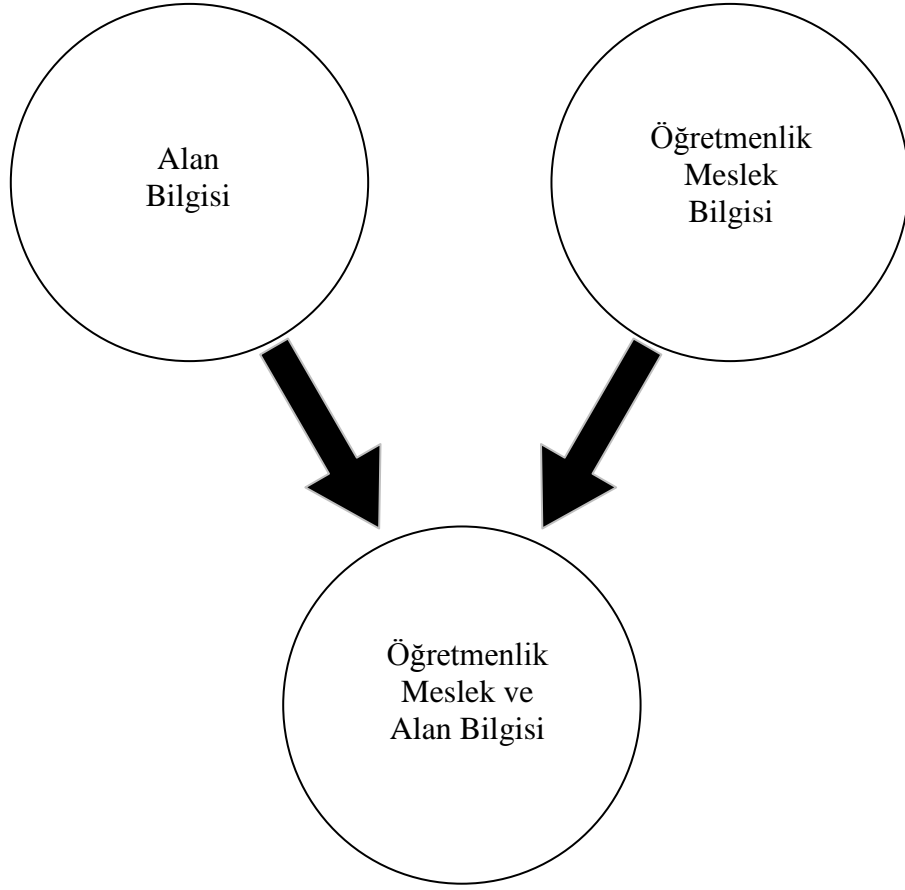 Alan
Bilgisi
Öğretmenlik
Meslek
Bilgisi
Öğretmenlik
Meslek ve
Alan Bilgisi